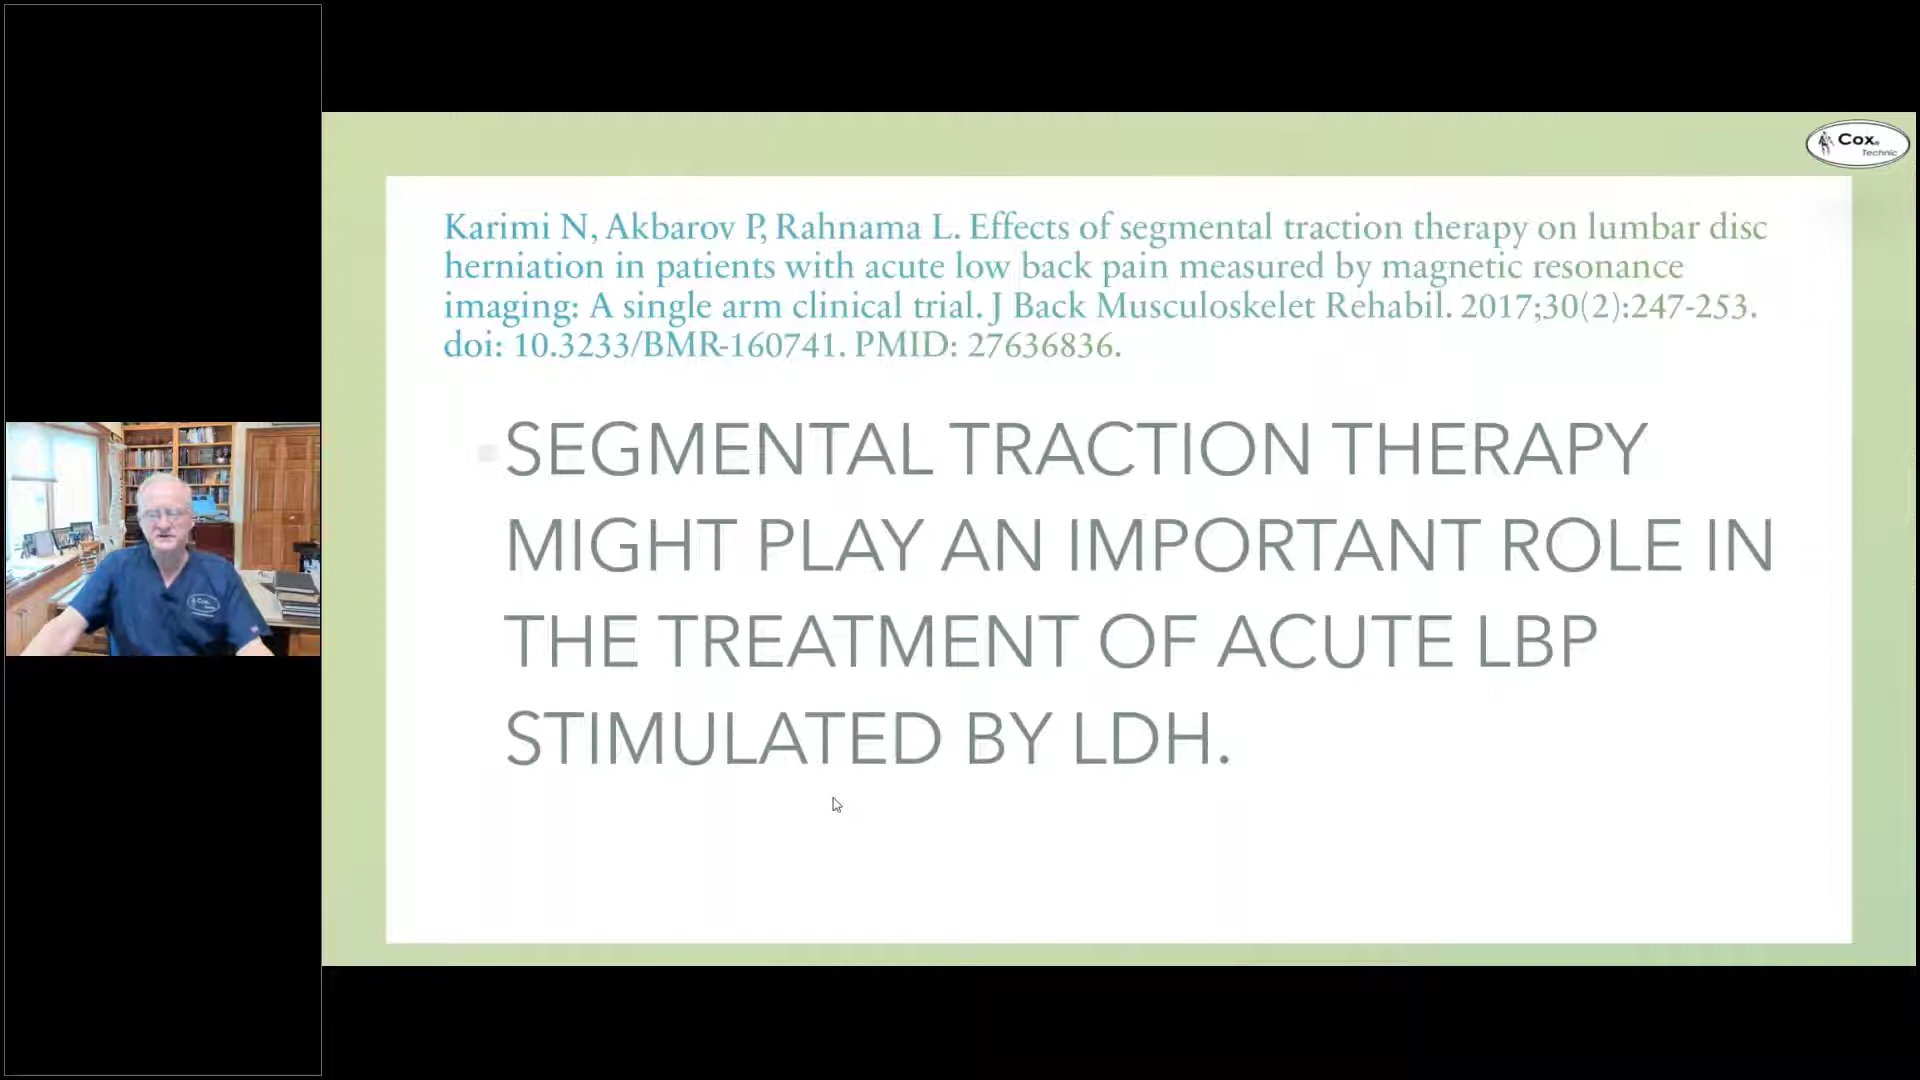 Cox®
Technic
Karimi N, Akbarov P, Rahnama L. Effects of segmental traction therapy on lumbar disc
herniation in patients with acute low back pain measured by magnetic resonance
imaging: A single arm clinical trial. J Back Musculoskelet Rehabil. 2017;30(2):247-253.
doi: 10.3233/BMR-160741. PMID: 27636836.
SEGMENTAL TRACTION THERAPY
MIGHT PLAY AN IMPORTANT ROLE IN
THE TREATMENT OF ACUTE LBP
STIMULATED BY LDH.
Cox